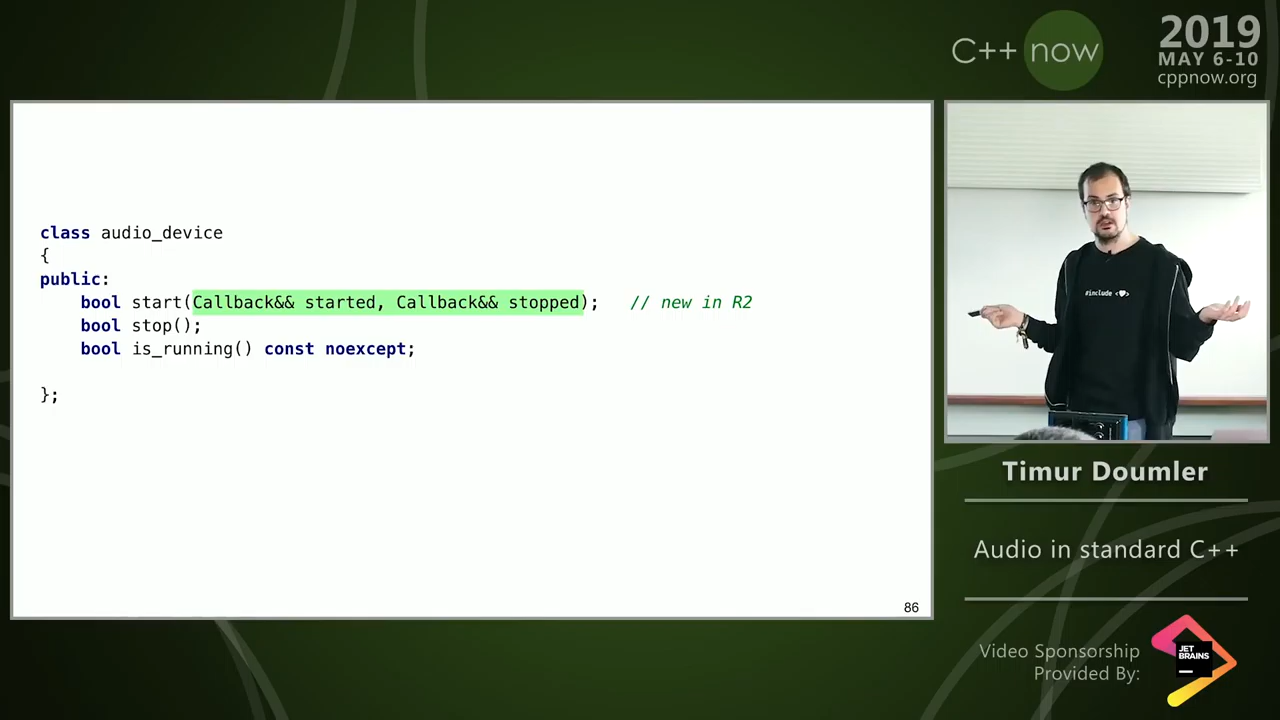 C++ now
2019
MAY 6-10
cppnow.org
class audio_device
{
public:
    bool start(Callback&& started, Callback&& stopped);   // new in R2
    bool stop();
    bool is_running() const noexcept;
};
86
#include <♥>
Timur Doumler
Audio in standard C++
Video Sponsorship
Provided By:
JET
BRAINS